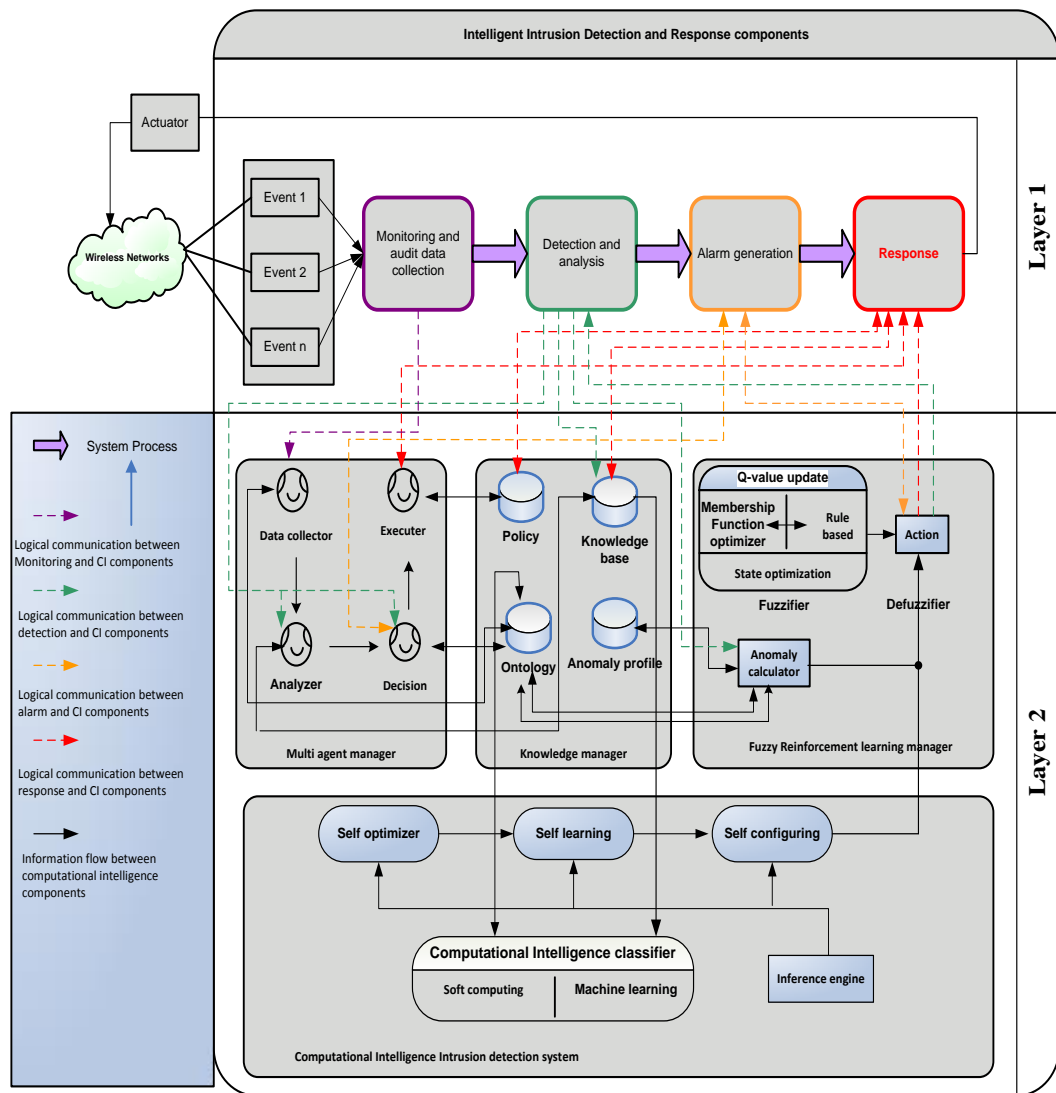 Intelligent Intrusion Detection and Response components
Layer 1
Actuator
Wireless Networks
Event 1
Event 2
Event n
Monitoring and
audit data
collection
Detection and
analysis
Alarm generation
Response
System Process
Logical communication between
Monitoring and CI components
Logical communication between
detection and CI components
Logical communication between
alarm and CI components
Logical communication between
response and CI components
Information flow between
computational intelligence
components
Layer 2
Data collector
Executer
Analyzer
Decision
Multi agent manager
Policy
Knowledge
base
Ontology
Anomaly profile
Knowledge manager
Q-value update
Membership
Function
optimizer
Rule
based
State optimization
Fuzzifier
Action
Defuzzifier
Anomaly
calculator
Fuzzy Reinforcement learning manager
Self optimizer
Self learning
Self configuring
Computational Intelligence classifier
Soft computing
Machine learning
Inference engine
Computational Intelligence Intrusion detection system